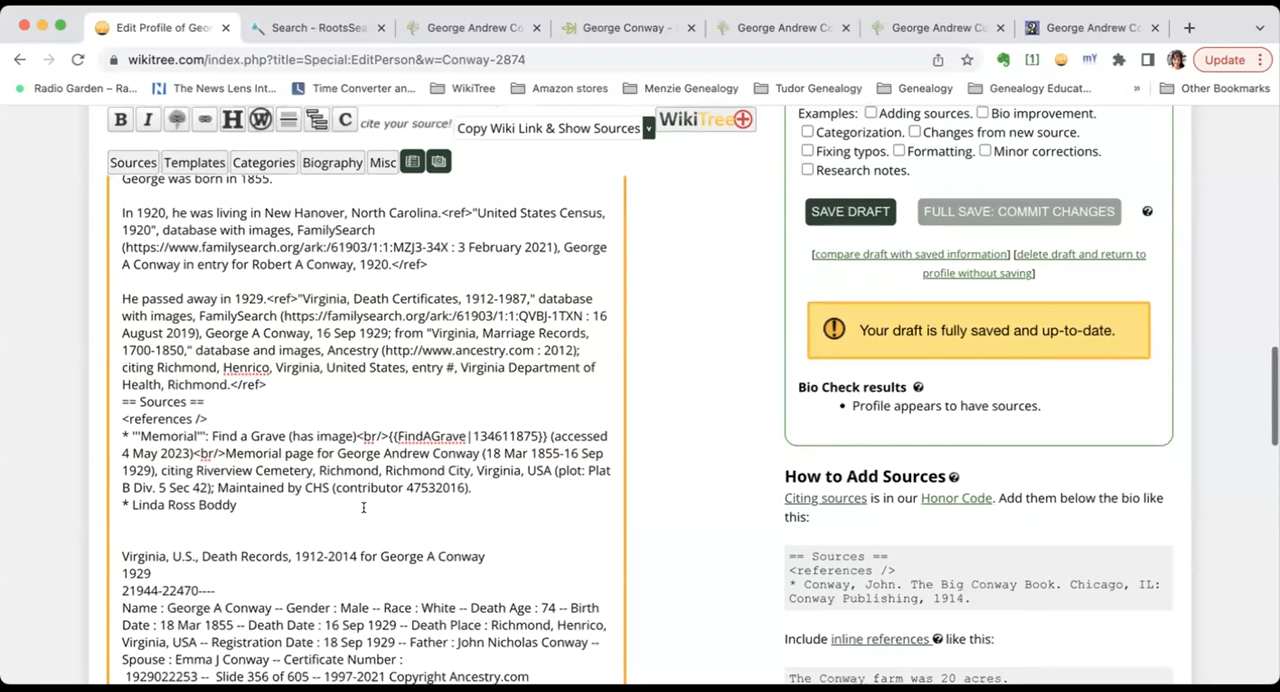 Edit Profile of Geor
Search - RootsSea
George Andrew Co
George Conway –
George Andrew Co
George Andrew Ce
George Andrew Co
wikitree.com/index.php?title=Special:EditPerson&w=Conway-2874
[1]
mY
Update
Radio Garden – Ra...
The News Lens Int...
Time Converter an...
WikiTree
Amazon stores
Menzie Genealogy
Tudor Genealogy
Genealogy
Genealogy Educat...
»
Other Bookmarks
B I H W C cite your source! Copy Wiki Link & Show Sources WikiTree
Sources Templates Categories Biography Misc
George was born in 1855.
In 1920, he was living in New Hanover, North Carolina.<ref>"United States Census,
1920", database with images, FamilySearch
(https://www.familysearch.org/ark:/61903/1:1:MZJ3-34X : 3 February 2021), George
A Conway in entry for Robert A Conway, 1920.</ref>
He passed away in 1929.<ref>"Virginia, Death Certificates, 1912-1987," database
with images, FamilySearch (https://familysearch.org/ark:/61903/1:1:QVBJ-1TXN : 16
August 2019), George A Conway, 16 Sep 1929; from "Virginia, Marriage Records,
1700-1850," database and images, Ancestry (http://www.ancestry.com : 2012);
citing Richmond, Henrico, Virginia, United States, entry #, Virginia Department of
Health, Richmond.</ref>
== Sources ==
<references />
* '''Memorial''': Find a Grave (has image)<br/>{{FindAGrave|134611875}} (accessed
4 May 2023)<br/>Memorial page for George Andrew Conway (18 Mar 1855-16 Sep
1929), citing Riverview Cemetery, Richmond, Richmond City, Virginia, USA (plot: Plat
B Div. 5 Sec 42); Maintained by CHS (contributor 47532016).
* Linda Ross Boddy
Virginia, U.S., Death Records, 1912-2014 for George A Conway
1929
21944-22470----
Name : George A Conway -- Gender : Male -- Race : White -- Death Age : 74 -- Birth
Date : 18 Mar 1855 -- Death Date : 16 Sep 1929 -- Death Place : Richmond, Henrico,
Virginia, USA -- Registration Date : 18 Sep 1929 -- Father : John Nicholas Conway --
Spouse : Emma J Conway -- Certificate Number :
1929022253 -- Slide 356 of 605 -- 1997-2021 Copyright Ancestry.com
Examples: Adding sources. Bio improvement.
Categorization. Changes from new source.
Fixing typos. Formatting. Minor corrections.
Research notes.
SAVE DRAFT
FULL SAVE: COMMIT CHANGES
[compare draft with saved information] [delete draft and return to
profile without saving]
Your draft is fully saved and up-to-date.
Bio Check results
• Profile appears to have sources.
How to Add Sources
Citing sources is in our Honor Code. Add them below the bio like
this:
== Sources ==
<references />
* Conway, John. The Big Conway Book. Chicago, IL:
Conway Publishing, 1914.
Include inline references like this:
The Conway farm was 20 acres.